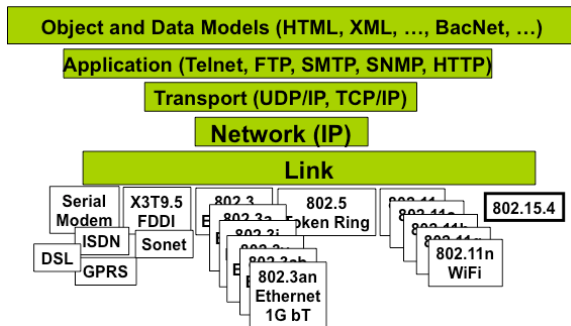 Object and Data Models (HTML, XML, …, BacNet, …)
Application (Telnet, FTP, SMTP, SNMP, HTTP)
Transport (UDP/IP, TCP/IP)
Network (IP)
Link
Serial
Modem
X3T9.5
FDDI
802.3
802.5
Token Ring
802.11
802.15.4
ISDN
Sonet
DSL
GPRS
802.3an
Ethernet
1G bT
802.11n
WiFi